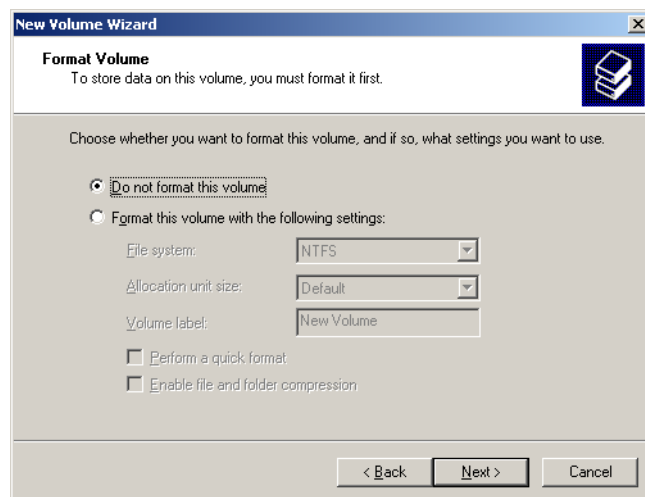 New Volume Wizard
Format Volume
To store data on this volume, you must format it first.
Choose whether you want to format this volume, and if so, what settings you want to use.
Do not format this volume
Format this volume with the following settings:
File system: NTFS
Allocation unit size: Default
Volume label: New Volume
Perform a quick format
Enable file and folder compression
< Back Next > Cancel